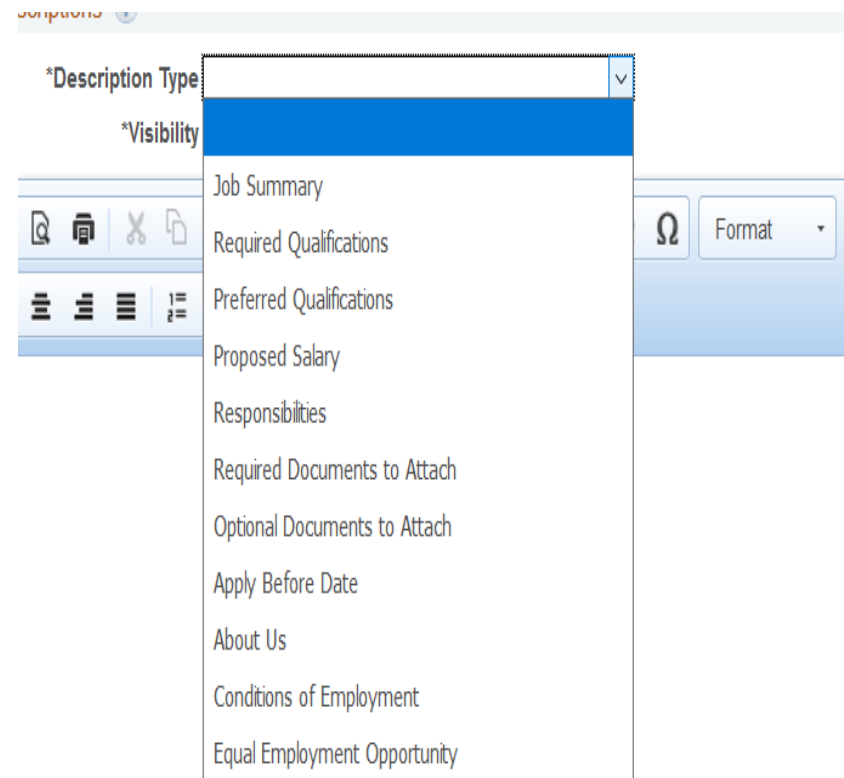 *Description Type
*Visibility
Job Summary
Required Qualifications
Preferred Qualifications
Proposed Salary
Responsibilities
Required Documents to Attach
Optional Documents to Attach
Apply Before Date
About Us
Conditions of Employment
Equal Employment Opportunity
Ω
Format